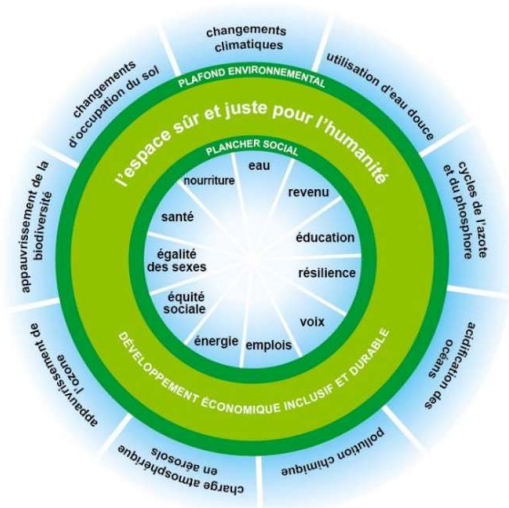 changements
climatiques
utilisation d'eau douce
cycles de l'azote
et du phosphore
acidification des
océans
pollution chimique
charge atmosphérique
en aérosols
appauvrissement de
l'ozone
appauvrissement de la
biodiversité
changements
d'occupation du sol
PLAFOND ENVIRONNEMENTAL
l'espace sûr et juste pour l'humanité
PLANCHER SOCIAL
eau
revenu
éducation
résilience
voix
emplois
énergie
équité
sociale
égalité
des sexes
santé
nourriture
DÉVELOPPEMENT ÉCONOMIQUE INCLUSIF ET DURABLE